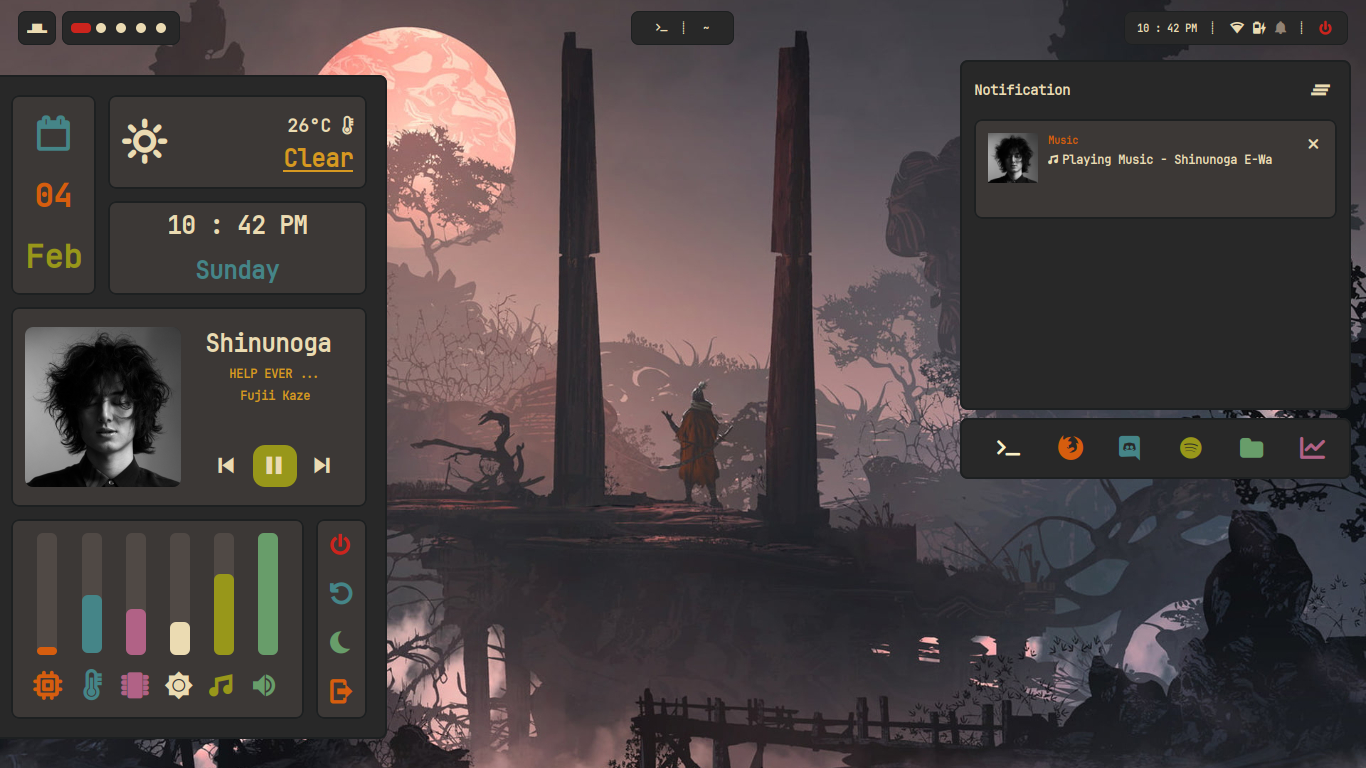 ~
10 : 42 PM
04
Feb
26°C
Clear
10 : 42 PM
Sunday
Shinunoga
HELP EVER ...
Fujii Kaze
Notification
Music
Playing Music - Shinunoga E-Wa